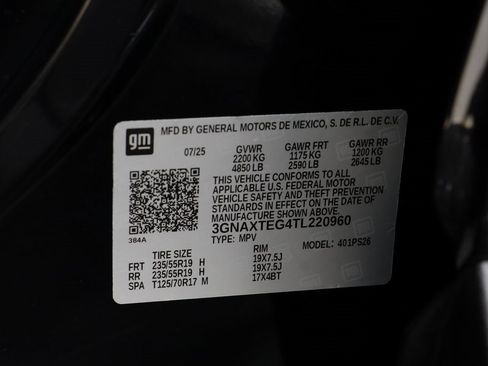 gm
MFD BY GENERAL MOTORS DE MEXICO, S. DE R.L. DE C.V.
07/25 GVWR GAWR FRT GAWR RR
2200 KG 1175 KG 1200 KG
4850 LB 2590 LB 2645 LB
THIS VEHICLE CONFORMS TO ALL
APPLICABLE U.S. FEDERAL MOTOR
VEHICLE SAFETY AND THEFT PREVENTION
STANDARDS IN EFFECT ON THE DATE OF
MANUFACTURE SHOWN ABOVE.
3GNAXTEG4TL220960
384A TYPE: MPV MODEL: 401PS26
TIRE SIZE RIM
FRT 235/55R19 H 19X7.5J
RR 235/55R19 H 19X7.5J
SPA T125/70R17 M 17X4BT